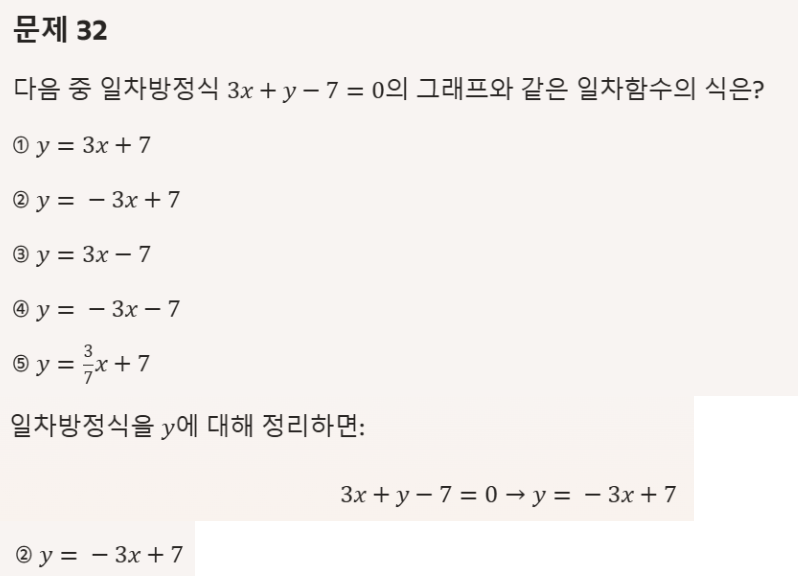 문제 32
다음 중 일차방정식 3x + y − 7 = 0의 그래프와 같은 일차함수의 식은?
① y = 3x + 7
② y = − 3x + 7
③ y = 3x − 7
④ y = − 3x − 7
⑤ y = 3/7 x + 7
일차방정식을 y에 대해 정리하면:
3x + y − 7 = 0 → y = − 3x + 7
② y = − 3x + 7